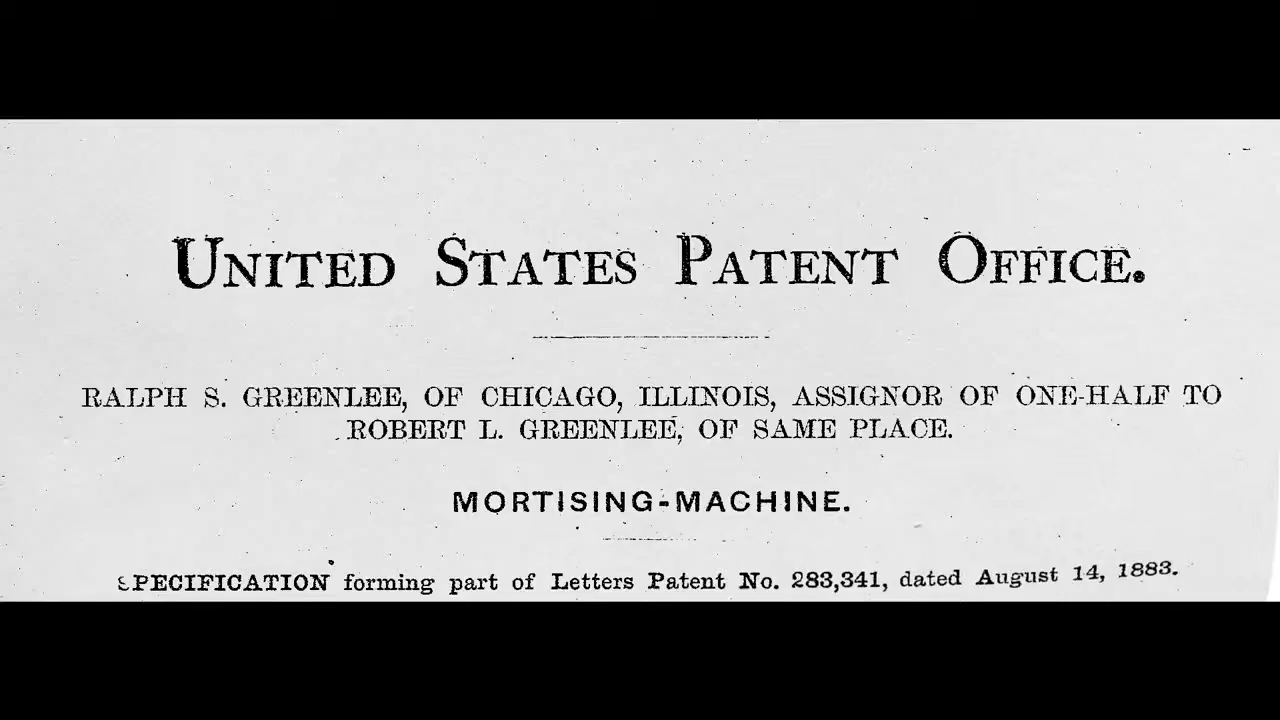 UNITED STATES PATENT OFFICE.
RALPH S. GREENLEE, OF CHICAGO, ILLINOIS, ASSIGNOR OF ONE-HALF TO
ROBERT L. GREENLEE, OF SAME PLACE.
MORTISING-MACHINE.
SPECIFICATION forming part of Letters Patent No. 283,341, dated August 14, 1883.